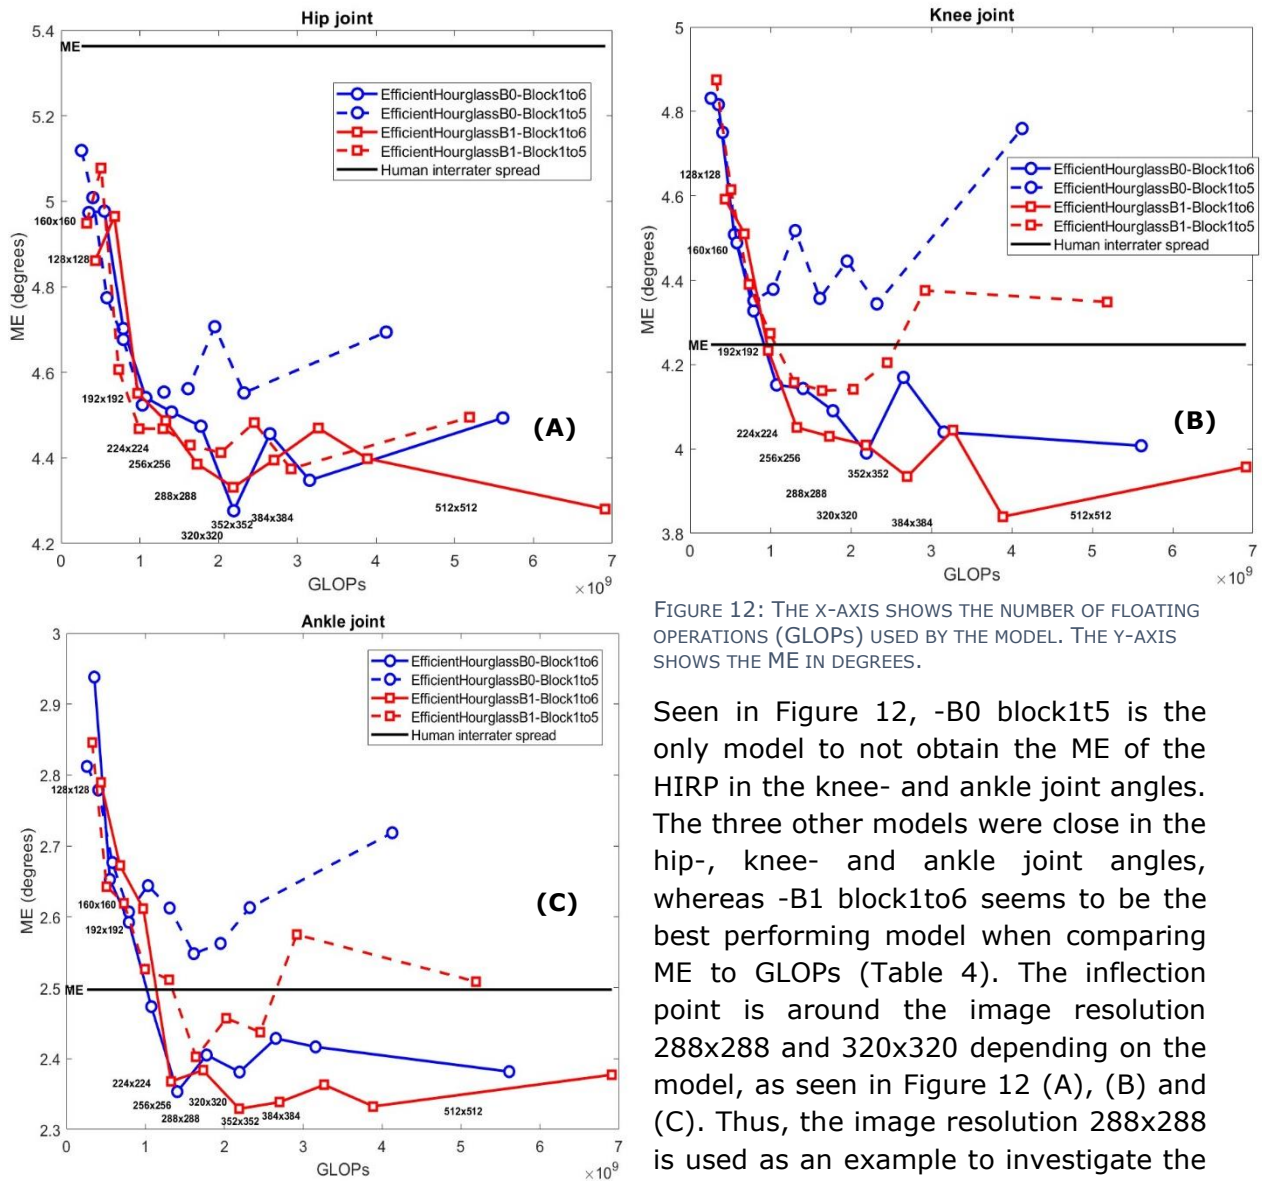 Hip joint
5.4
5.2
5
4.8
4.6
4.4
4.2
ME (degrees)
ME
EfficientHourglassB0-Block1to6
EfficientHourglassB0-Block1to5
EfficientHourglassB1-Block1to6
EfficientHourglassB1-Block1to5
Human interrater spread
160x160
128x128
192x192
224x224
256x256
288x288
320x320
352x352
384x384
512x512
(A)
0 1 2 3 4 5 6 7
GLOPs
×10^9
Knee joint
5
4.8
4.6
4.4
4.2
4
3.8
ME (degrees)
128x128
160x160
EfficientHourglassB0-Block1to6
EfficientHourglassB0-Block1to5
EfficientHourglassB1-Block1to6
EfficientHourglassB1-Block1to5
Human interrater spread
ME
192x192
224x224
256x256
288x288
320x320
352x352
384x384
512x512
(B)
0 1 2 3 4 5 6 7
GLOPs
×10^9
Ankle joint
3
2.9
2.8
2.7
2.6
2.5
2.4
2.3
ME (degrees)
EfficientHourglassB0-Block1to6
EfficientHourglassB0-Block1to5
EfficientHourglassB1-Block1to6
EfficientHourglassB1-Block1to5
Human interrater spread
128x128
160x160
192x192
ME
224x224
256x256
288x288
320x320
352x352
384x384
512x512
(C)
0 1 2 3 4 5 6 7
GLOPs
×10^9
FIGURE 12: THE X-AXIS SHOWS THE NUMBER OF FLOATING
OPERATIONS (GLOPS) USED BY THE MODEL. THE Y-AXIS
SHOWS THE ME IN DEGREES.
Seen in Figure 12, -B0 block1t5 is the
only model to not obtain the ME of the
HIRP in the knee- and ankle joint angles.
The three other models were close in the
hip-, knee- and ankle joint angles,
whereas -B1 block1to6 seems to be the
best performing model when comparing
ME to GLOPs (Table 4). The inflection
point is around the image resolution
288x288 and 320x320 depending on the
model, as seen in Figure 12 (A), (B) and
(C). Thus, the image resolution 288x288
is used as an example to investigate the